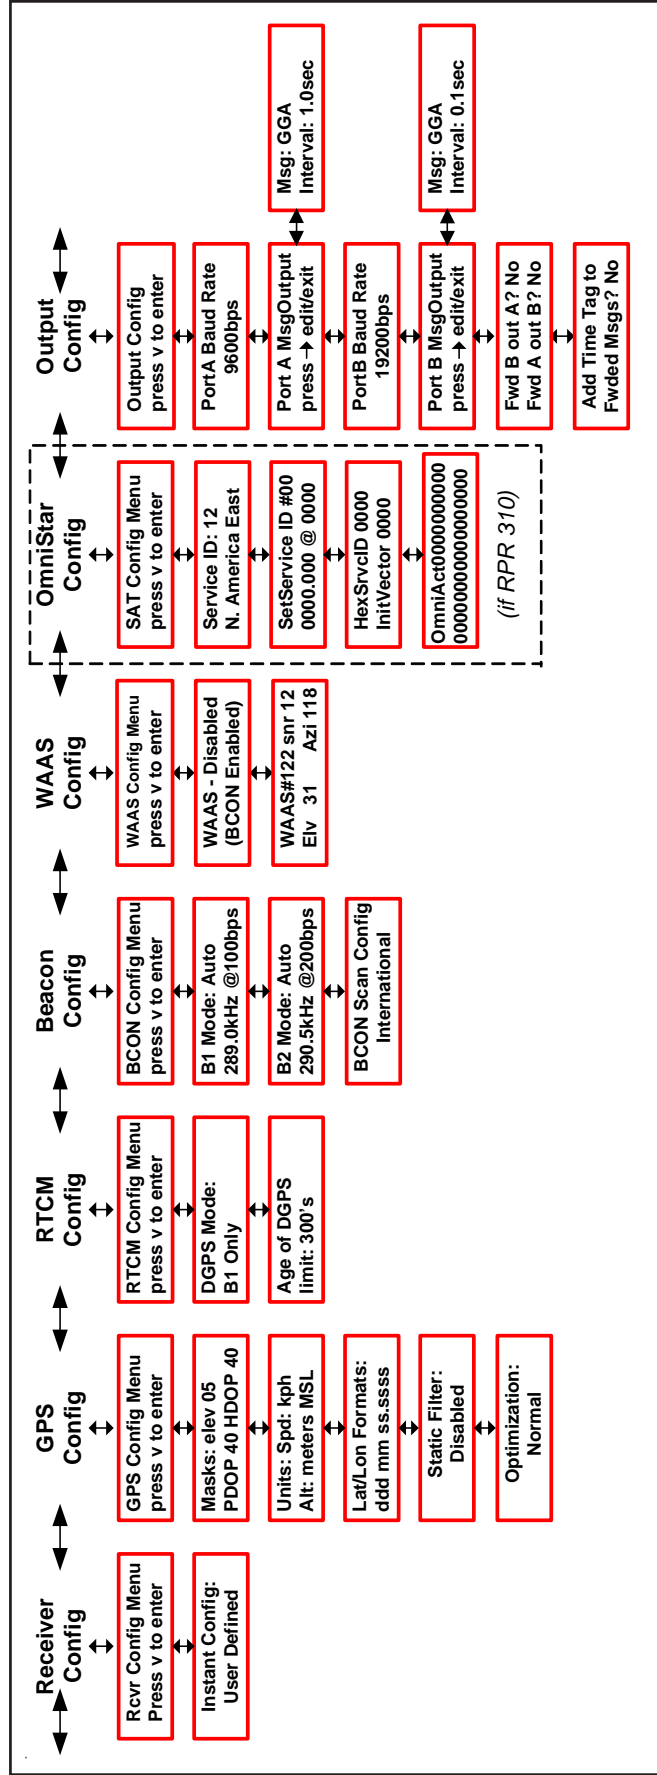 Receiver
Config
Rcvr Config Menu
Press v to enter
Instant Config:
User Defined
GPS
Config
GPS Config Menu
press v to enter
Masks: elev 05
PDOP 40 HDOP 40
Units: Spd: kph
Alt: meters MSL
Lat/Lon Formats:
ddd mm ss.ssss
Static Filter:
Disabled
Optimization:
Normal
RTCM
Config
RTCM Config Menu
press v to enter
DGPS Mode:
B1 Only
Age of DGPS
limit: 300's
Beacon
Config
BCON Config Menu
press v to enter
B1 Mode: Auto
289.0kHz @100bps
B2 Mode: Auto
290.5kHz @200bps
BCON Scan Config
International
WAAS
Config
WAAS Config Menu
press v to enter
WAAS - Disabled
(BCON Enabled)
WAAS#122 snr 12
Elv 31 Azi 118
OmniStar
Config
SAT Config Menu
press v to enter
Service ID: 12
N. America East
SetService ID #00
0000.000 @ 0000
HexSrvcID 0000
InitVector 0000
OmniAct0000000000
00000000000000000
(if RPR 310)
Output
Config
Output Config
press v to enter
PortA Baud Rate
9600bps
Port A MsgOutput
press → edit/exit
Msg: GGA
Interval: 1.0sec
PortB Baud Rate
19200bps
Port B MsgOutput
press → edit/exit
Msg: GGA
Interval: 0.1sec
Fwd B out A? No
Fwd A out B? No
Add Time Tag to
Fwded Msgs? No